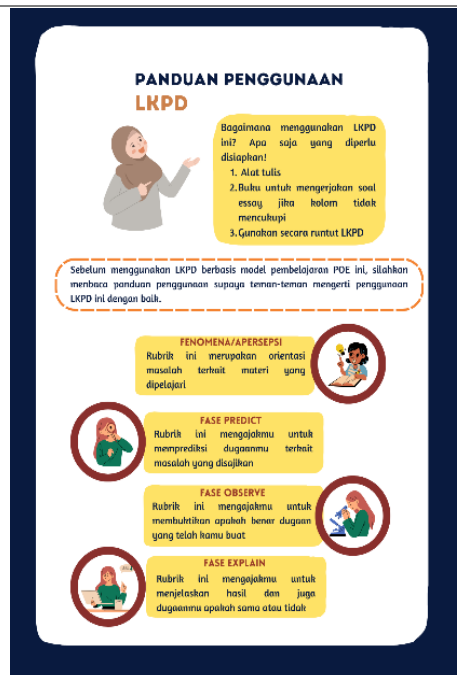 PANDUAN PENGGUNAAN
LKPD
Bagaimana menggunakan LKPD
ini? Apa saja yang diperlu
disiapkan!
1. Alat tulis
2. Buku untuk mengerjakan soal
essay jika kolom tidak
mencukupi
3. Gunakan secara runtut LKPD
Sebelum menggunakan LKPD berbasis model pembelajaran POE ini, silahkan
menbaca panduan penggunaan supaya teman-teman mengerti penggunaan
LKPD ini dengan baik.
FENOMENA/APERSEPSI
Rubrik ini merupakan orientasi
masalah terkait materi yang
dipelajari
FASE PREDICT
Rubrik ini mengajakmu untuk
memprediksi dugaanmu terkait
masalah yang disajikan
FASE OBSERVE
Rubrik ini mengajakmu untuk
membuktikan apakah benar dugaan
yang telah kamu buat
FASE EXPLAIN
Rubrik ini mengajakmu untuk
menjelaskan hasil dan juga
dugaanmu apakah sama atau tidak